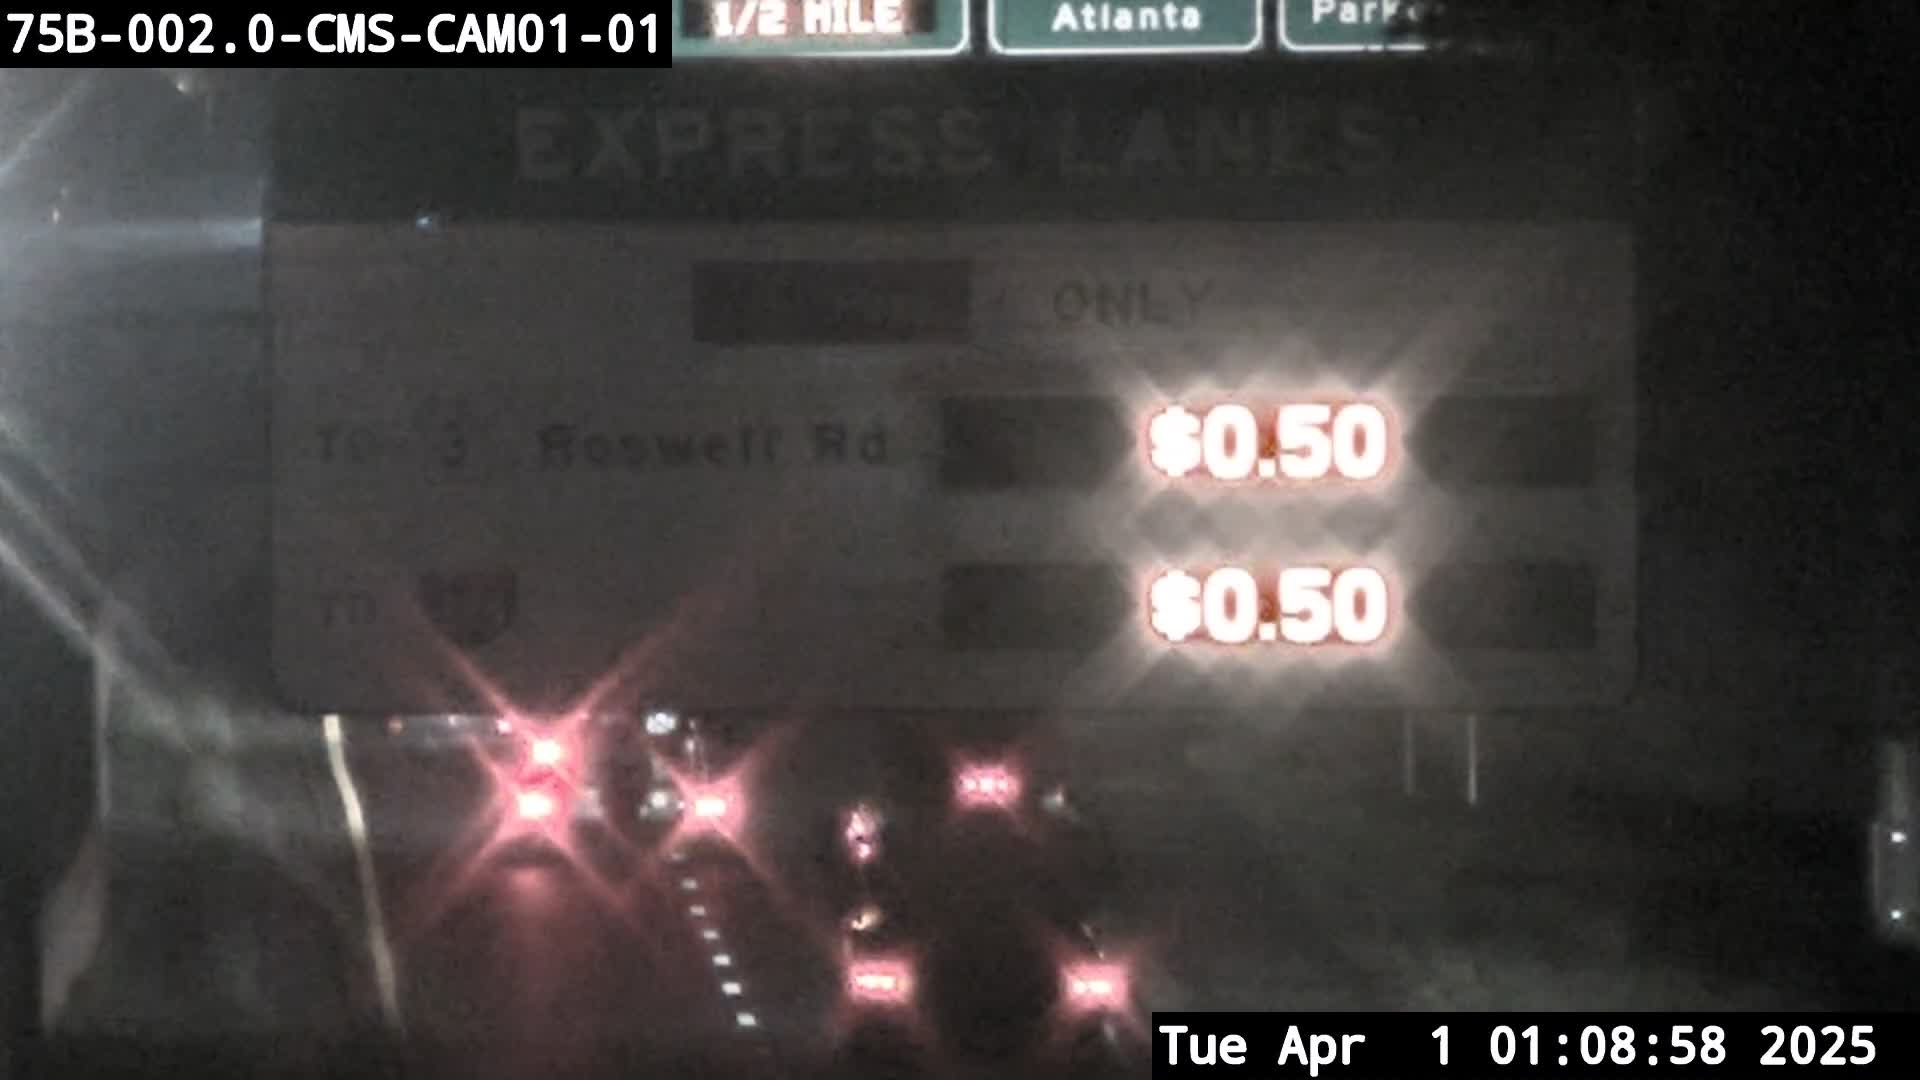 75B-002.0-CMS-CAM01-01
1/2 MILE
Atlanta
EXPRESS LANES
ONLY
TO 3 Roswell Rd $0.50
TO $0.50
Tue Apr 1 01:08:58 2025